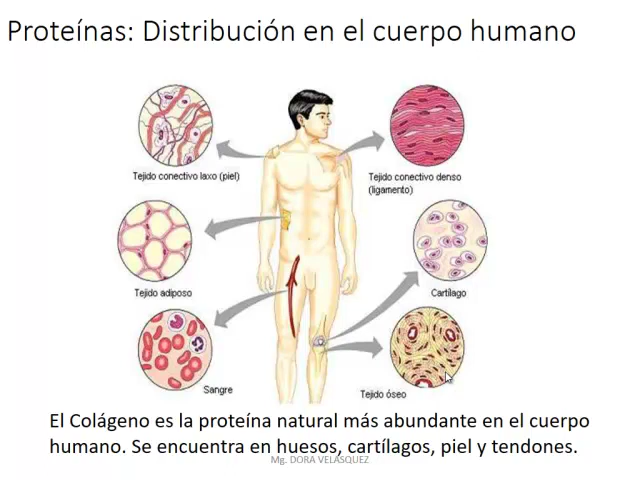 Proteínas: Distribución en el cuerpo humano
Tejido conectivo laxo (piel)
Tejido conectivo denso
(ligamento)
Tejido adiposo
Cartílago
Sangre
Tejido óseo
El Colágeno es la proteína natural más abundante en el cuerpo
humano. Se encuentra en huesos, cartílagos, piel y tendones.
Mg. DORA VELASQUEZ